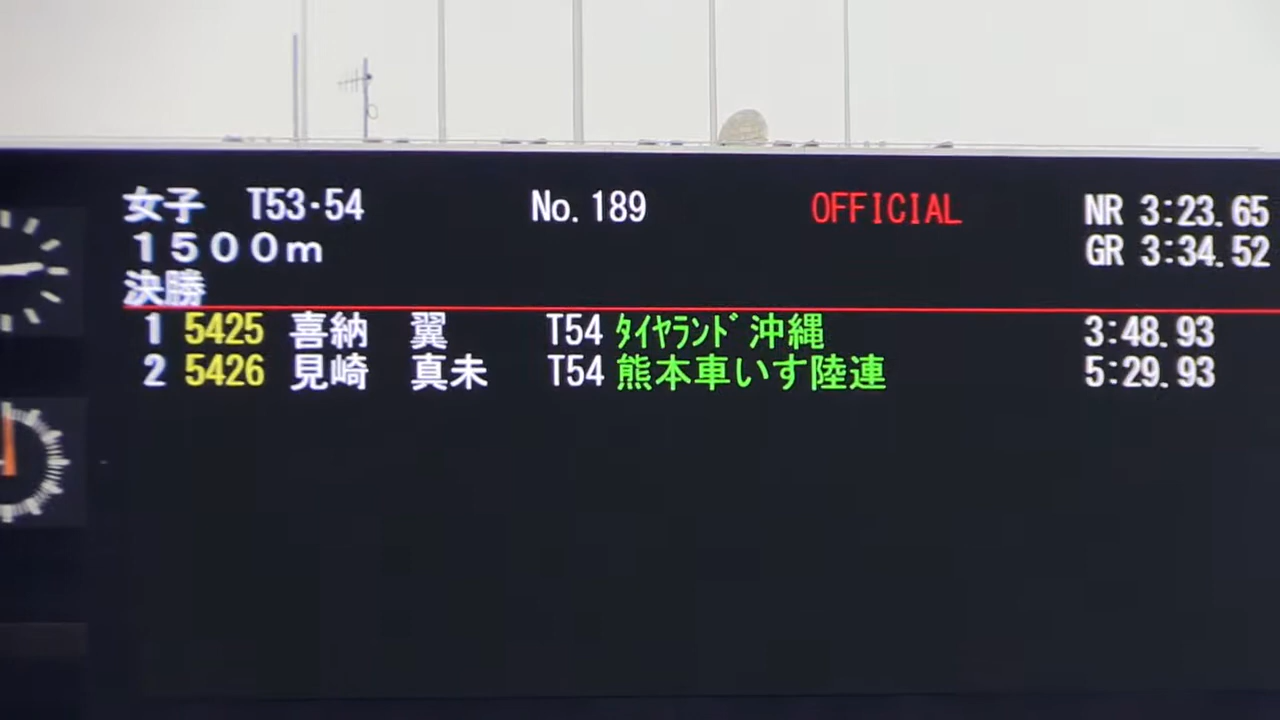 女子 T53·54 No.189 OFFICIAL NR 3:23.65
１５００ｍ GR 3:34.52
決勝
1 5425 喜納 翼 T54 ﾀｲﾔﾗﾝﾄﾞ沖縄 3:48.93
2 5426 見崎 真未 T54 熊本車いす陸連 5:29.93